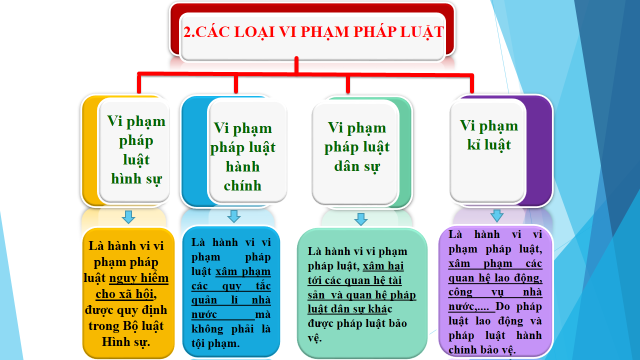 2.CÁC LOẠI VI PHẠM PHÁP LUẬT
Vi phạm
pháp
luật
hình sự
Vi phạm
pháp luật
hành
chính
Vi phạm
pháp luật
dân sự
Vi phạm
kỉ luật
Là hành vi vi
phạm pháp
luật nguy hiểm
cho xã hội,
được quy định
trong Bộ luật
Hình sự.
Là hành vi vi
phạm pháp
luật xâm phạm
các quy tắc
quản lí nhà
nước mà
không phải là
tội phạm.
Là hành vi vi phạm
pháp luật, xâm hại
tới các quan hệ tài
sản và quan hệ pháp
luật dân sự khác
được pháp luật bảo
vệ.
Là hành vi vi
phạm pháp luật,
xâm phạm các
quan hệ lao động,
công vụ nhà
nước,.... Do pháp
luật lao động và
pháp luật hành
chính bảo vệ.